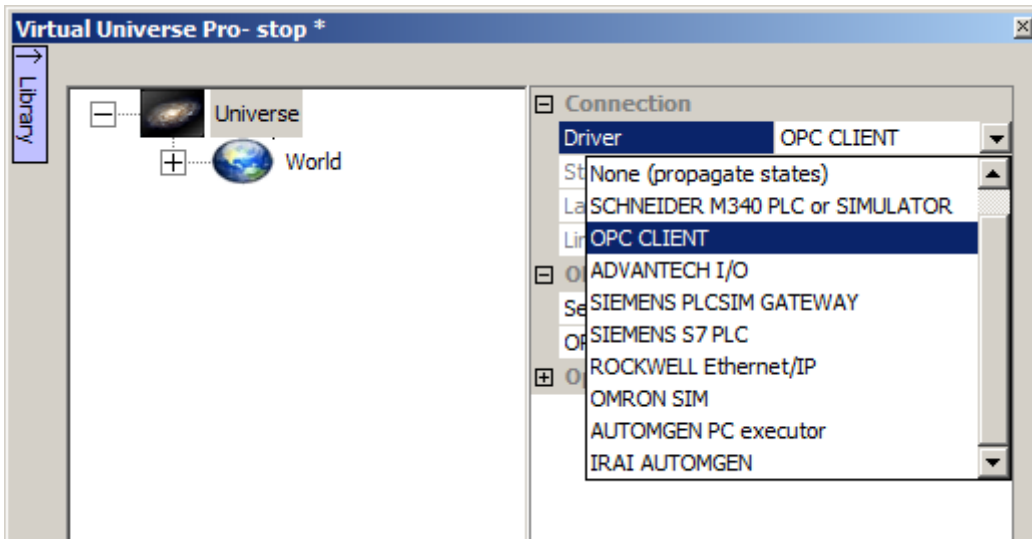 Virtual Universe Pro- stop *
Library
Universe
World
Connection
Driver OPC CLIENT
None (propagate states)
SCHNEIDER M340 PLC or SIMULATOR
OPC CLIENT
ADVANTECH I/O
SIEMENS PLCSIM GATEWAY
SIEMENS S7 PLC
ROCKWELL Ethernet/IP
OMRON SIM
AUTOMGEN PC executor
IRAI AUTOMGEN